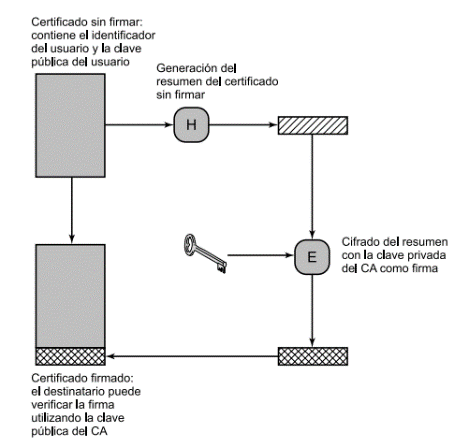 Certificado sin firmar:
contiene el identificador
del usuario y la clave
pública del usuario
Generación del
resumen del certificado
sin firmar
H
E
Cifrado del resumen
con la clave privada
del CA como firma
Certificado firmado:
el destinatario puede
verificar la firma
utilizando la clave
pública del CA